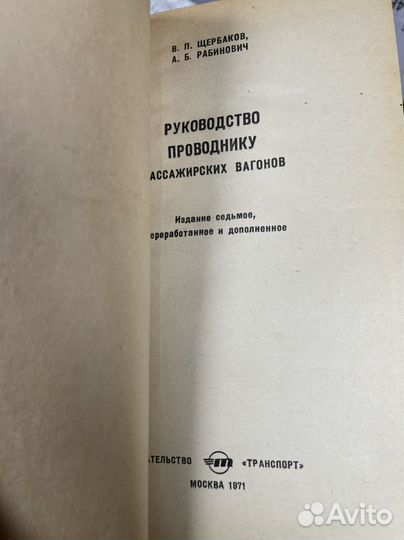 В. П. ЩЕРБАКОВ,
А. Б. РАБИНОВИЧ
РУКОВОДСТВО
ПРОВОДНИКУ
АССАЖИРСКИХ ВАГОНОВ
Издание седьмое,
ереработанное и дополненное
АТЕЛЬСТВО «ТРАНСПОРТ»
МОСКВА 1971
Avito